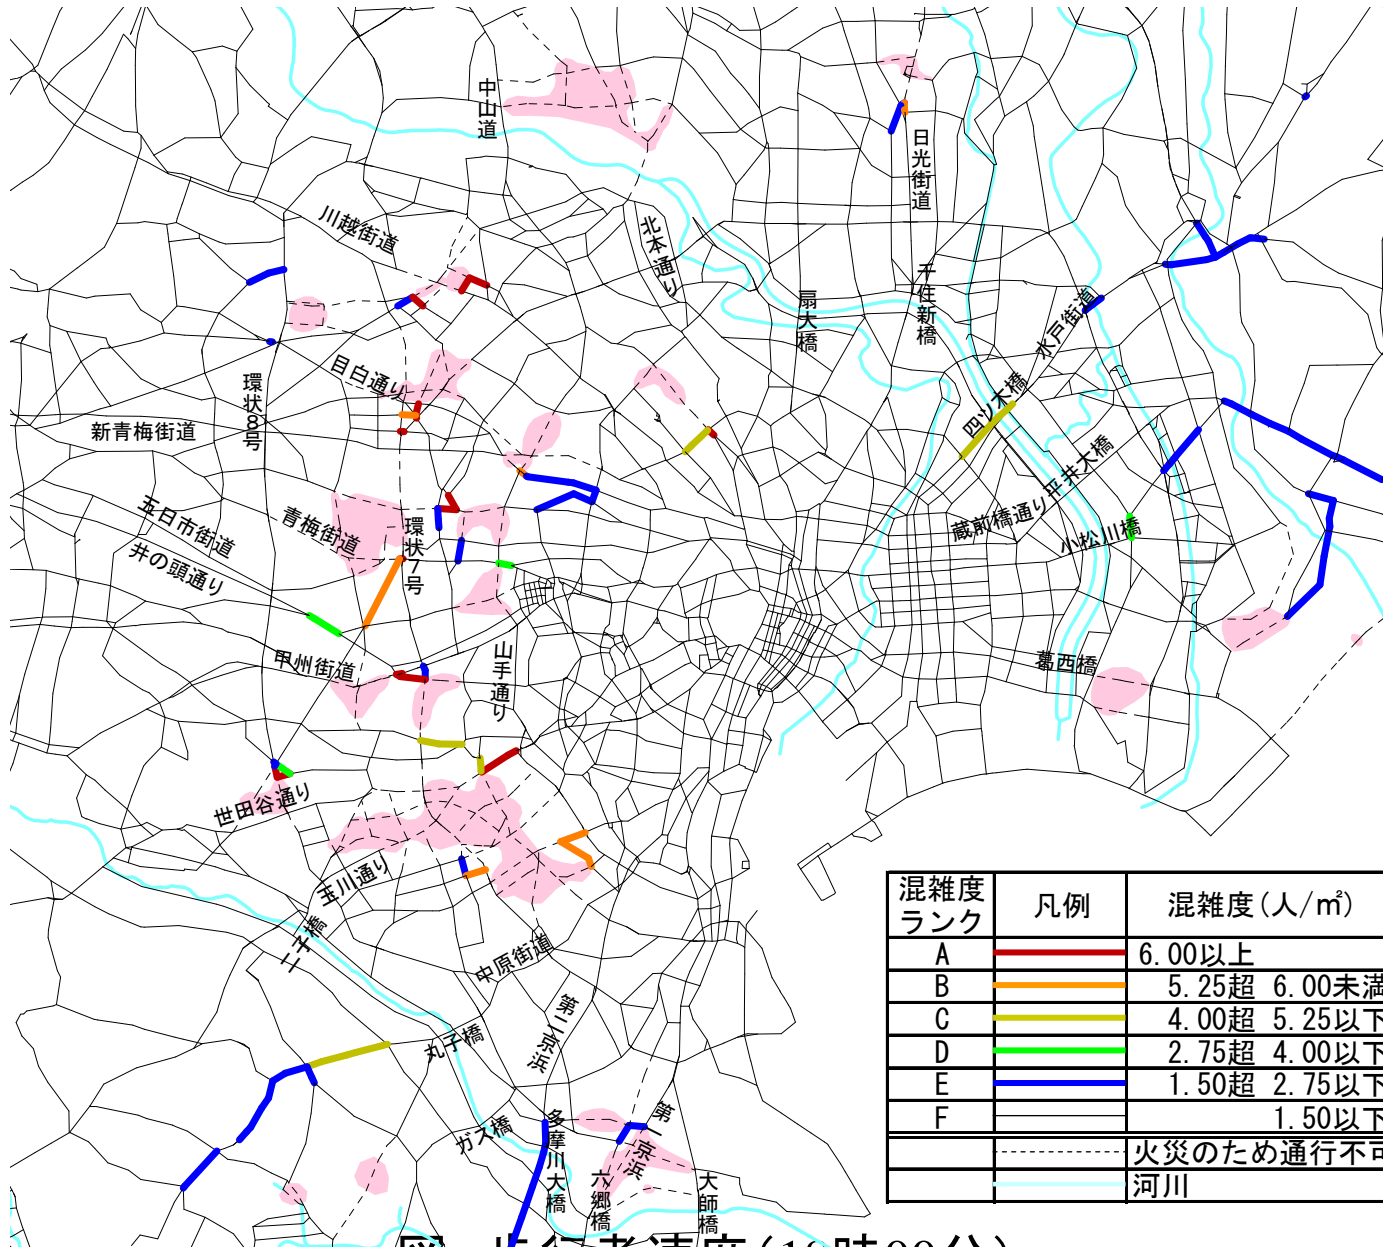 中山道
日光街道
川越街道
北本通り
千住新橋
扇大橋
水戸街道
目白通り
環状8号
四ツ木橋
新青梅街道
平井大橋
五日市街道
青梅街道
環状7号
蔵前橋通り
小松川橋
井の頭通り
甲州街道
山手通り
葛西橋
世田谷通り
玉川通り
二子橋
中原街道
第二京浜
丸子橋
ガス橋
多摩川大橋
六郷橋
第一京浜
大師橋
混雑度ランク 凡例 混雑度(人/㎡)
A 6.00以上
B 5.25超 6.00未満
C 4.00超 5.25以下
D 2.75超 4.00以下
E 1.50超 2.75以下
F 1.50以下
火災のため通行不可
河川